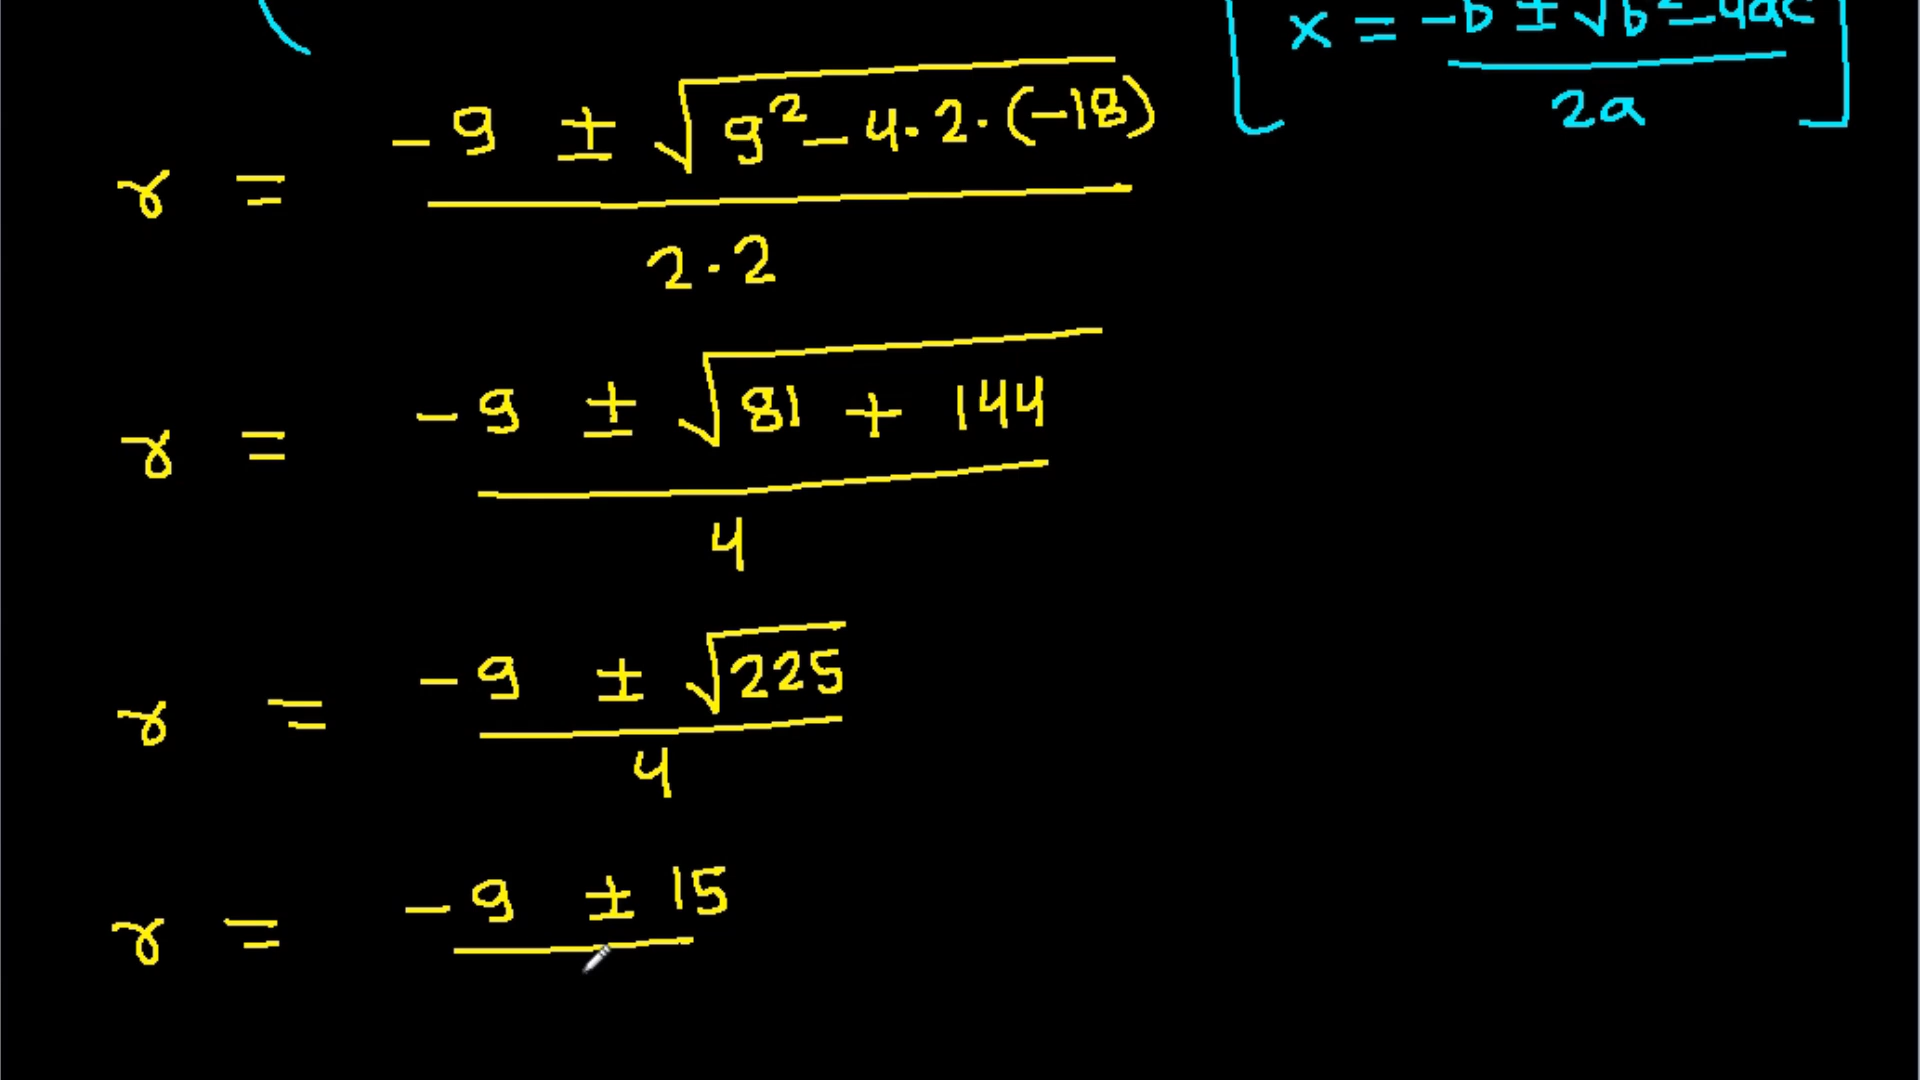 x = -b ± √b²-4ac
2a
r = -9 ± √9² - 4·2·(-18)
2·2
r = -9 ± √81 + 144
4
r = -9 ± √225
4
r = -9 ± 15